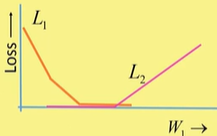 L₁
L₂
Loss →
W₁ →